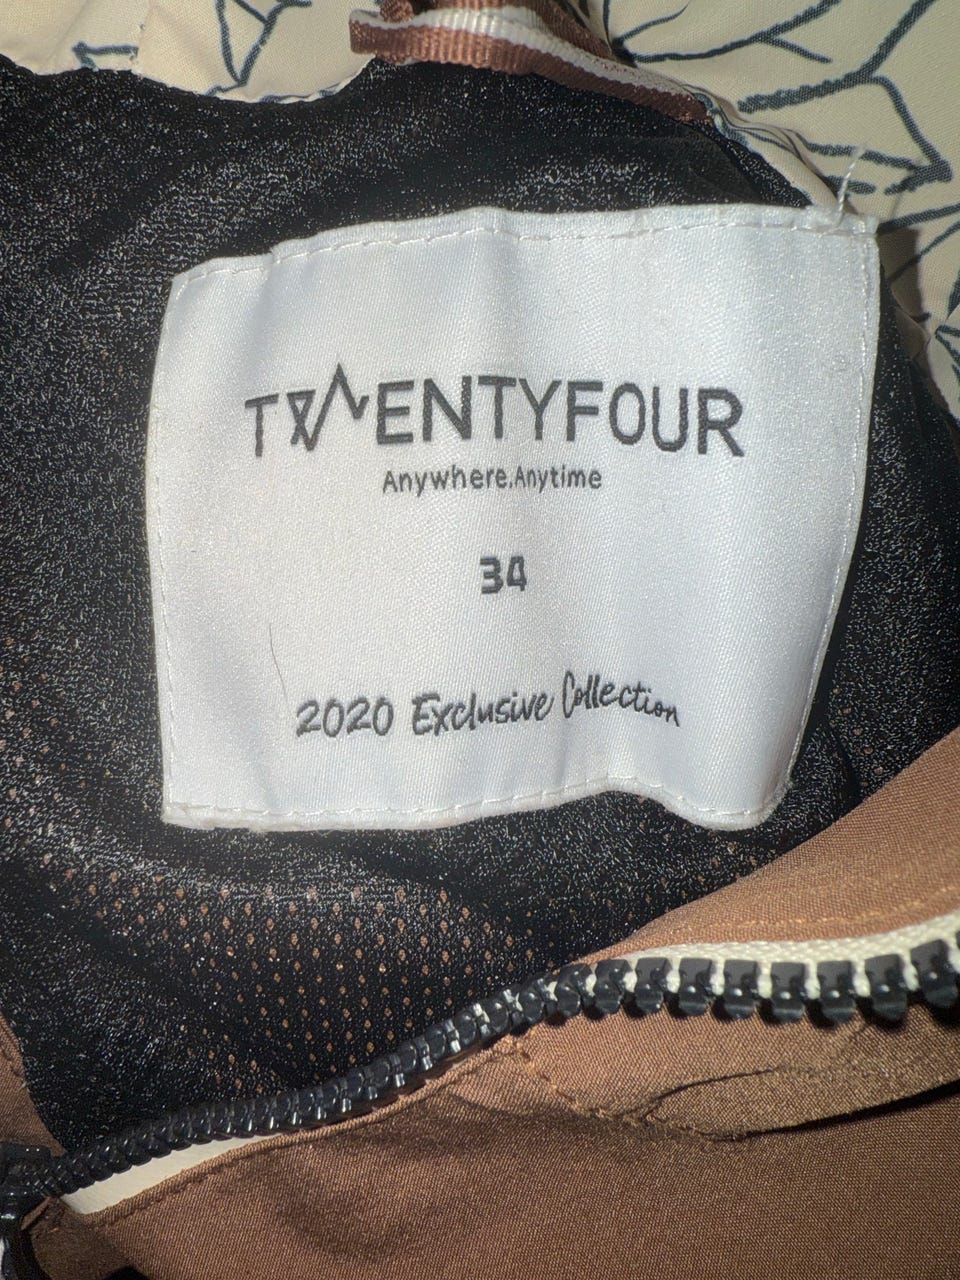 TWENTYFOUR
Anywhere.Anytime
34
2020 Exclusive Collection